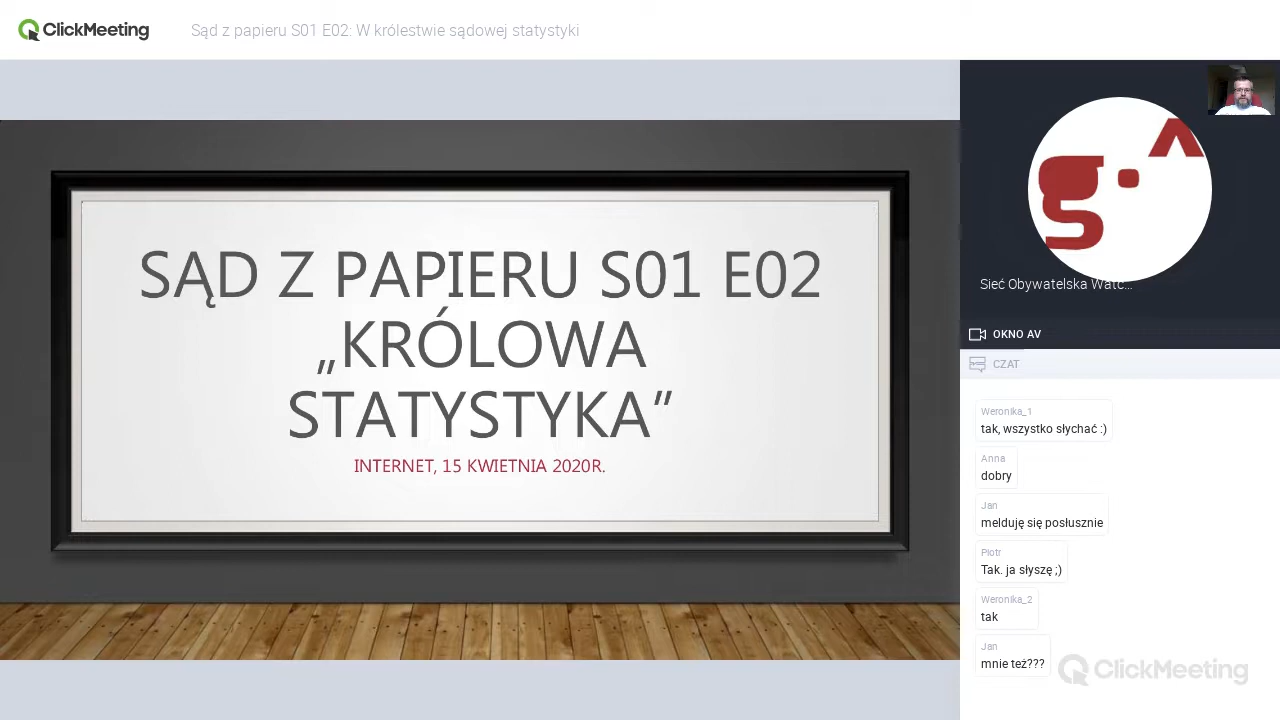 ClickMeeting
Sąd z papieru S01 E02: W królestwie sądowej statystyki
SĄD Z PAPIERU S01 E02
„KRÓLOWA
STATYSTYKA”
INTERNET, 15 KWIETNIA 2020R.
g·^
Sieć Obywatelska Watc...
OKNO AV
CZAT
Weronika_1
tak, wszystko słychać :)
Anna
dobry
Jan
melduję się posłusznie
Piotr
Tak. ja słyszę ;)
Weronika_2
tak
Jan
mnie też???
ClickMeeting